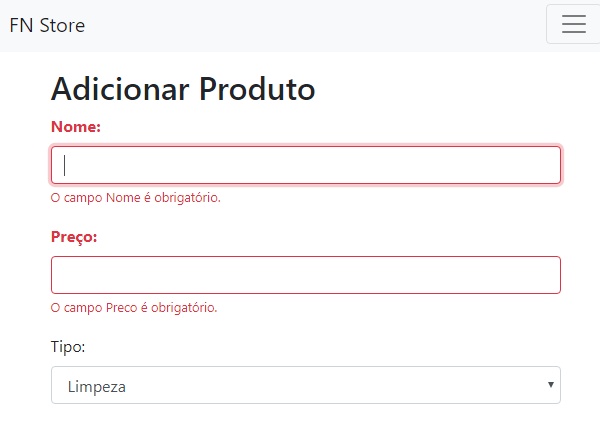 FN Store
Adicionar Produto
Nome:
O campo Nome é obrigatório.
Preço:
O campo Preco é obrigatório.
Tipo:
Limpeza